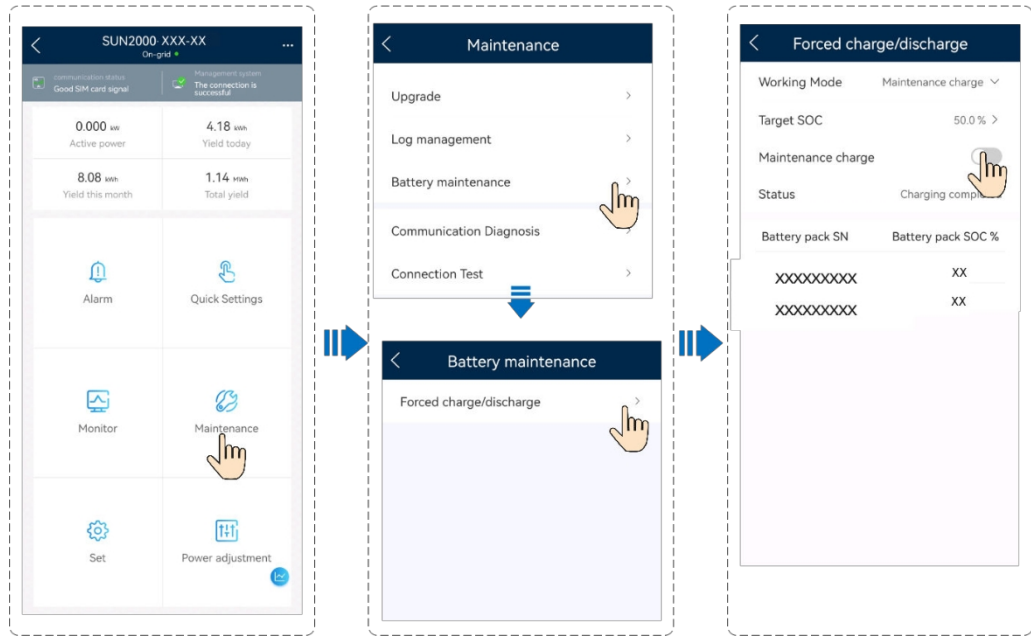 SUN2000-XXX-XX
On-grid
communication status
Good SIM card signal
Management system
The connection is
successful
0.000 kW
Active power
4.18 kWh
Yield today
8.08 kWh
Yield this month
1.14 MWh
Total yield
Alarm
Quick Settings
Monitor
Maintenance
Set
Power adjustment
Maintenance
Upgrade
Log management
Battery maintenance
Communication Diagnosis
Connection Test
Battery maintenance
Forced charge/discharge
Forced charge/discharge
Working Mode
Maintenance charge
Target SOC
50.0 %
Maintenance charge
Status
Charging
Battery pack SN
Battery pack SOC %
XXXXXXXXX
XX
XXXXXXXXX
XX